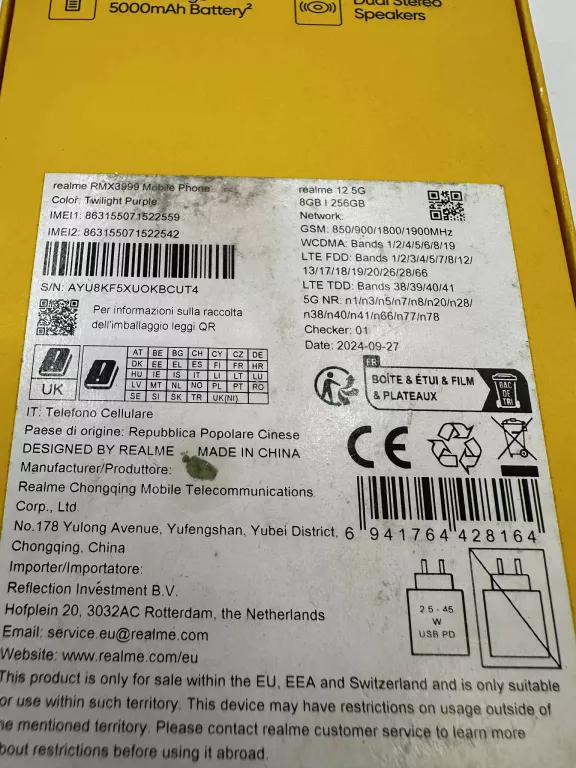 5000mAh Battery²
Dual Stereo
Speakers
realme RMX3999 Mobile Phone
Color: Twilight Purple
IMEI1: 863155071522559
IMEI2: 863155071522542
S/N: AYU8KF5XUOKBCUT4
Per informazioni sulla raccolta
dell'imballaggio leggi QR
realme 12 5G
8GB | 256GB
Network:
GSM: 850/900/1800/1900MHz
WCDMA: Bands 1/2/4/5/6/8/19
LTE FDD: Bands 1/2/3/4/5/7/8/12/
13/17/18/19/20/26/28/66
LTE TDD: Bands 38/39/40/41
5G NR: n1/n3/n5/n7/n8/n20/n28/
n38/n40/n41/n66/n77/n78
Checker: 01
Date: 2024-09-27
UK
AT BE BG CH CY CZ DE
DK EE EL ES FI FR HR
HU IE IS IT LI LT LU
LV MT NL NO PL PT RO
SE SI SK TR UK(NI)
FR
BOÎTE & ÉTUI & FILM
& PLATEAUX
BAC
DE
TRI
IT: Telefono Cellulare
Paese di origine: Repubblica Popolare Cinese
DESIGNED BY REALME MADE IN CHINA
Manufacturer/Produttore:
Realme Chongqing Mobile Telecommunications
Corp., Ltd
No.178 Yulong Avenue, Yufengshan, Yubei District,
Chongqing, China
CE
6 941764 428164
Importer/Importatore:
Reflection Investment B.V.
Hofplein 20, 3032AC Rotterdam, the Netherlands
Email: service.eu@realme.com
Website: www.realme.com/eu
2.5 - 45
W
USB PD
This product is only for sale within the EU, EEA and Switzerland and is only suitable
or use within such territory. This device may have restrictions on usage outside of
he mentioned territory. Please contact realme customer service to learn more
bout restrictions before using it abroad.